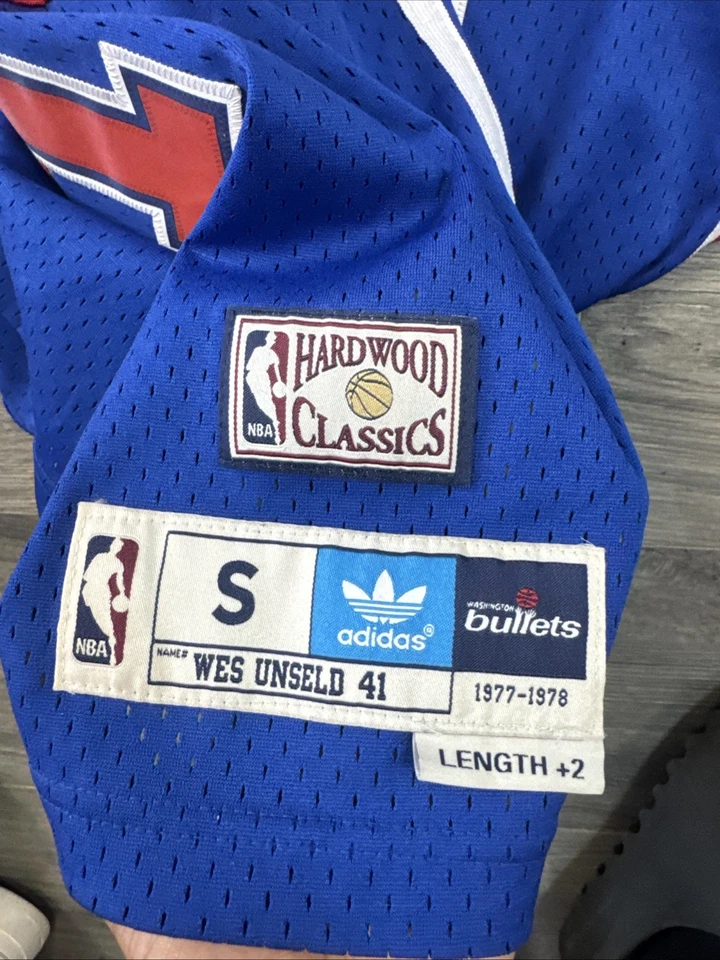 HARDWOOD
CLASSICS
NBA
NBA
S
adidas®
WASHINGTON
bullets
NAME#
WES UNSELD 41
1977-1978
LENGTH +2